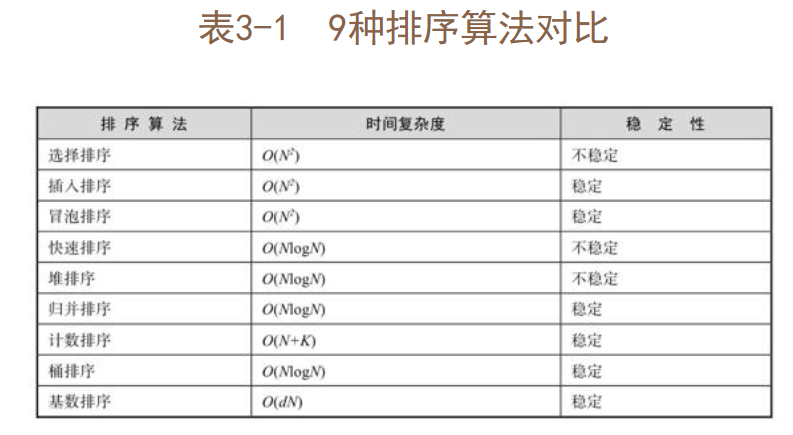 表3-1 9种排序算法对比
排 序 算 法 时间复杂度 稳 定 性
选择排序 O(N²) 不稳定
插入排序 O(N²) 稳定
冒泡排序 O(N²) 稳定
快速排序 O(NlogN) 不稳定
堆排序 O(NlogN) 不稳定
归并排序 O(NlogN) 稳定
计数排序 O(N+K) 稳定
桶排序 O(NlogN) 稳定
基数排序 O(dN) 稳定